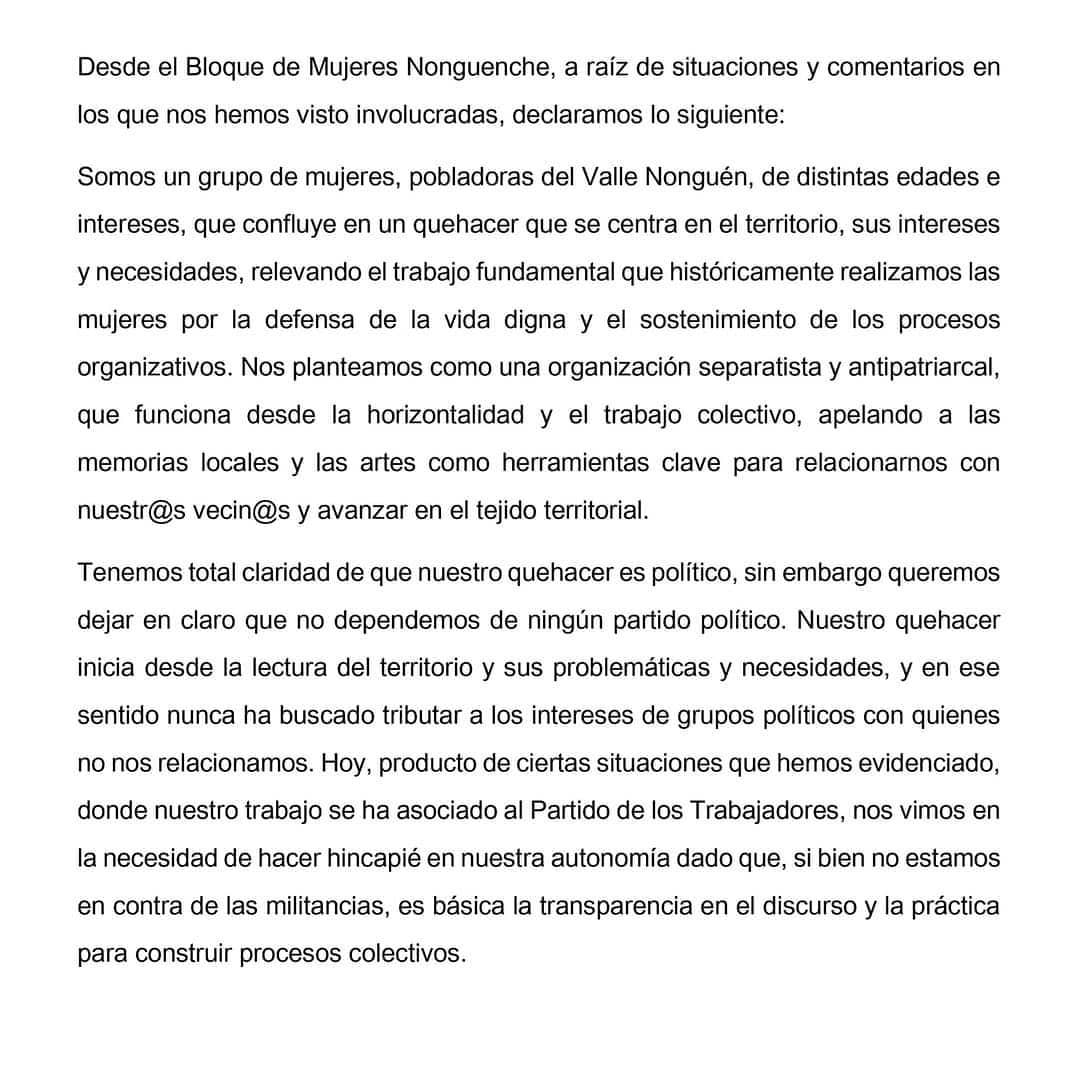 Desde el Bloque de Mujeres Nonguenche, a raíz de situaciones y comentarios en
los que nos hemos visto involucradas, declaramos lo siguiente:
Somos un grupo de mujeres, pobladoras del Valle Nonguén, de distintas edades e
intereses, que confluye en un quehacer que se centra en el territorio, sus intereses
y necesidades, relevando el trabajo fundamental que históricamente realizamos las
mujeres por la defensa de la vida digna y el sostenimiento de los procesos
organizativos. Nos planteamos como una organización separatista y antipatriarcal,
que funciona desde la horizontalidad y el trabajo colectivo, apelando a las
memorias locales y las artes como herramientas clave para relacionarnos con
nuestr@s vecin@s y avanzar en el tejido territorial.
Tenemos total claridad de que nuestro quehacer es político, sin embargo queremos
dejar en claro que no dependemos de ningún partido político. Nuestro quehacer
inicia desde la lectura del territorio y sus problemáticas y necesidades, y en ese
sentido nunca ha buscado tributar a los intereses de grupos políticos con quienes
no nos relacionamos. Hoy, producto de ciertas situaciones que hemos evidenciado,
donde nuestro trabajo se ha asociado al Partido de los Trabajadores, nos vimos en
la necesidad de hacer hincapié en nuestra autonomía dado que, si bien no estamos
en contra de las militancias, es básica la transparencia en el discurso y la práctica
para construir procesos colectivos.